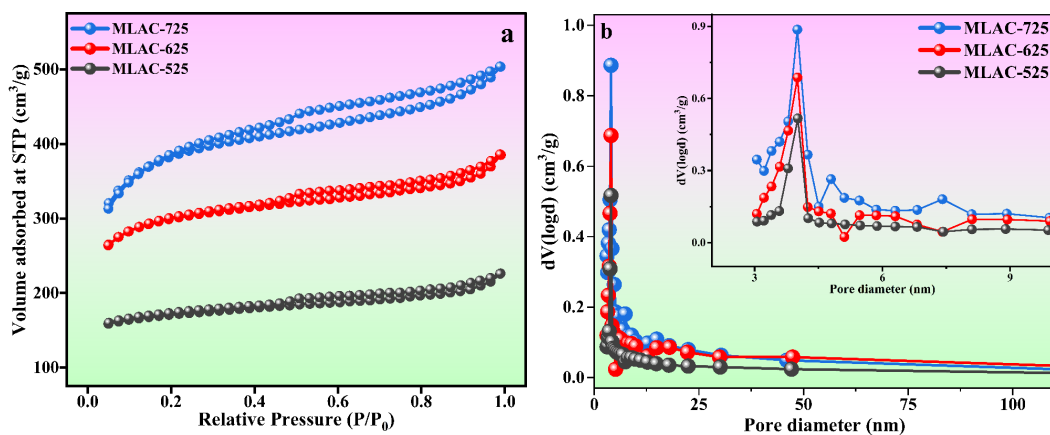 a
MLAC-725
MLAC-625
MLAC-525
500
400
300
200
100
Volume adsorbed at STP (cm³/g)
0.0 0.2 0.4 0.6 0.8 1.0
Relative Pressure (P/P₀)
b
1.0
0.8
0.6
0.4
0.2
0.0
dV(logd) (cm³/g)
0 25 50 75 100
Pore diameter (nm)
MLAC-725
MLAC-625
MLAC-525
0.9
0.6
0.3
0.0
dV(logd) (cm³/g)
3 6 9
Pore diameter (nm)